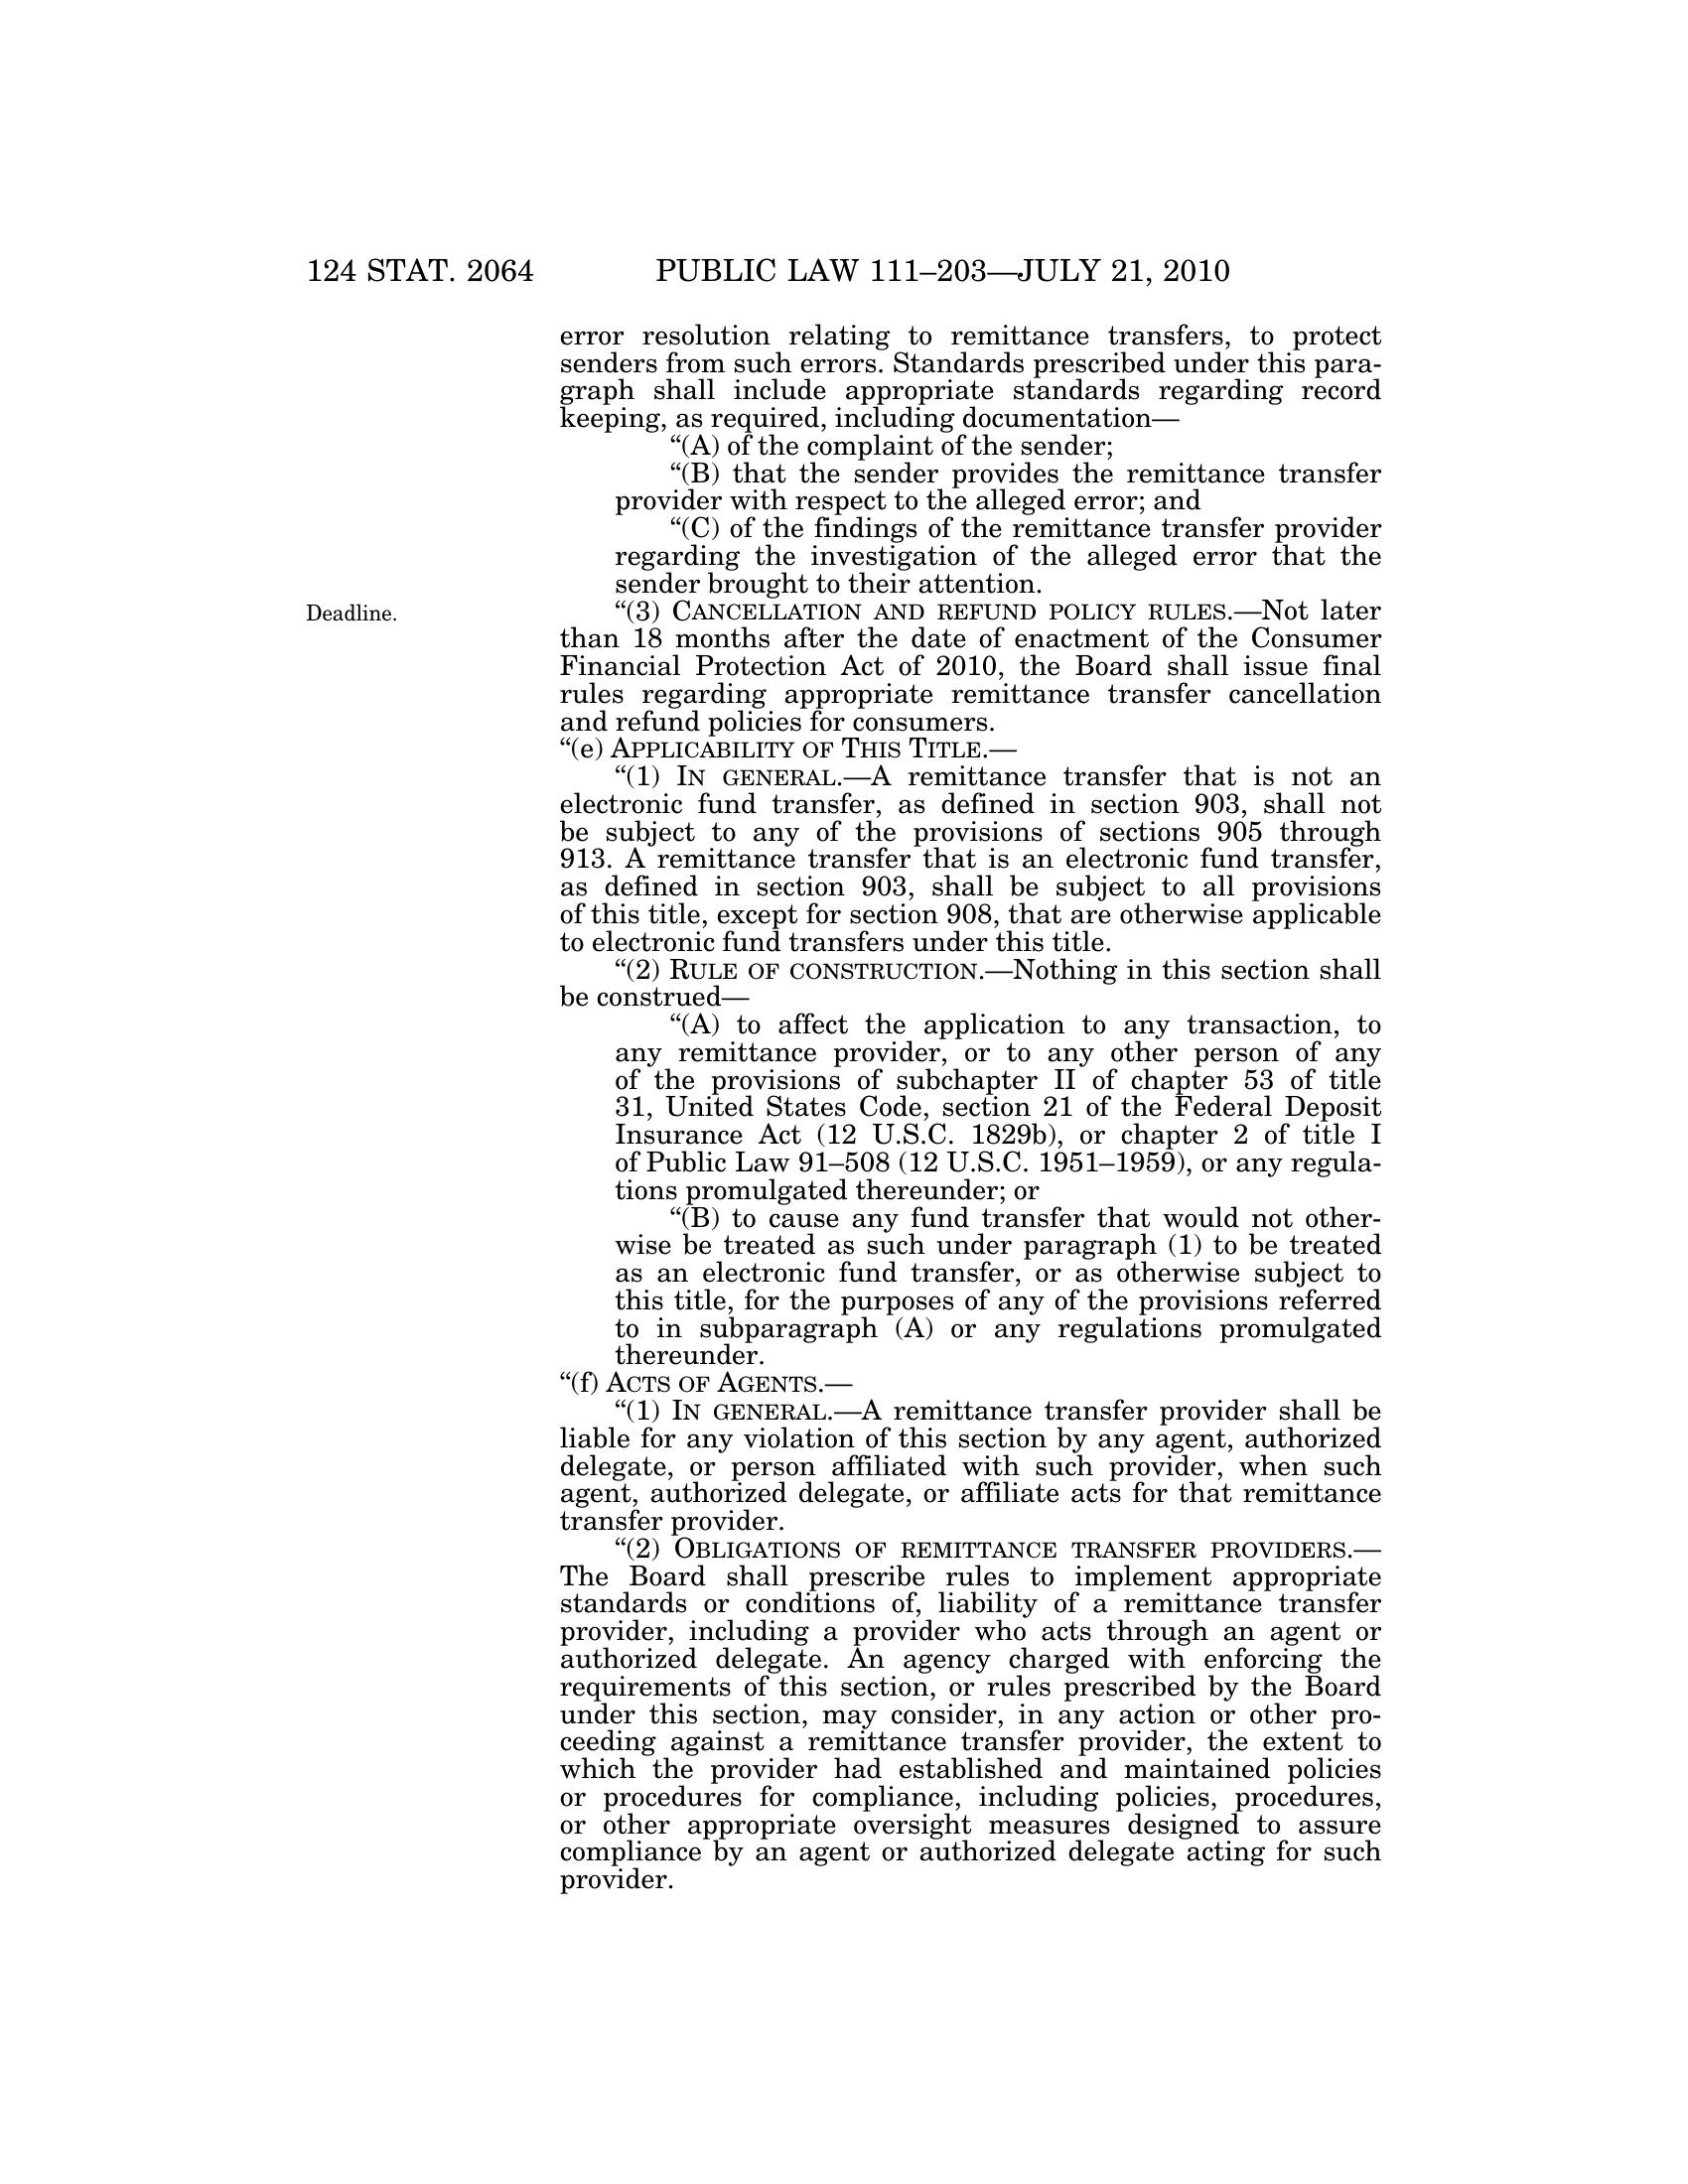 124 STAT. 2064 PUBLIC LAW 111–203—JULY 21, 2010
error resolution relating to remittance transfers, to protect
senders from such errors. Standards prescribed under this para-
graph shall include appropriate standards regarding record
keeping, as required, including documentation—
“(A) of the complaint of the sender;
“(B) that the sender provides the remittance transfer
provider with respect to the alleged error; and
“(C) of the findings of the remittance transfer provider
regarding the investigation of the alleged error that the
sender brought to their attention.
Deadline.
“(3) CANCELLATION AND REFUND POLICY RULES.—Not later
than 18 months after the date of enactment of the Consumer
Financial Protection Act of 2010, the Board shall issue final
rules regarding appropriate remittance transfer cancellation
and refund policies for consumers.
“(e) APPLICABILITY OF THIS TITLE.—
“(1) IN GENERAL.—A remittance transfer that is not an
electronic fund transfer, as defined in section 903, shall not
be subject to any of the provisions of sections 905 through
913. A remittance transfer that is an electronic fund transfer,
as defined in section 903, shall be subject to all provisions
of this title, except for section 908, that are otherwise applicable
to electronic fund transfers under this title.
“(2) RULE OF CONSTRUCTION.—Nothing in this section shall
be construed—
“(A) to affect the application to any transaction, to
any remittance provider, or to any other person of any
of the provisions of subchapter II of chapter 53 of title
31, United States Code, section 21 of the Federal Deposit
Insurance Act (12 U.S.C. 1829b), or chapter 2 of title I
of Public Law 91–508 (12 U.S.C. 1951–1959), or any regula-
tions promulgated thereunder; or
“(B) to cause any fund transfer that would not other-
wise be treated as such under paragraph (1) to be treated
as an electronic fund transfer, or as otherwise subject to
this title, for the purposes of any of the provisions referred
to in subparagraph (A) or any regulations promulgated
thereunder.
“(f) ACTS OF AGENTS.—
“(1) IN GENERAL.—A remittance transfer provider shall be
liable for any violation of this section by any agent, authorized
delegate, or person affiliated with such provider, when such
agent, authorized delegate, or affiliate acts for that remittance
transfer provider.
“(2) OBLIGATIONS OF REMITTANCE TRANSFER PROVIDERS.—
The Board shall prescribe rules to implement appropriate
standards or conditions of, liability of a remittance transfer
provider, including a provider who acts through an agent or
authorized delegate. An agency charged with enforcing the
requirements of this section, or rules prescribed by the Board
under this section, may consider, in any action or other pro-
ceeding against a remittance transfer provider, the extent to
which the provider had established and maintained policies
or procedures for compliance, including policies, procedures,
or other appropriate oversight measures designed to assure
compliance by an agent or authorized delegate acting for such
provider.